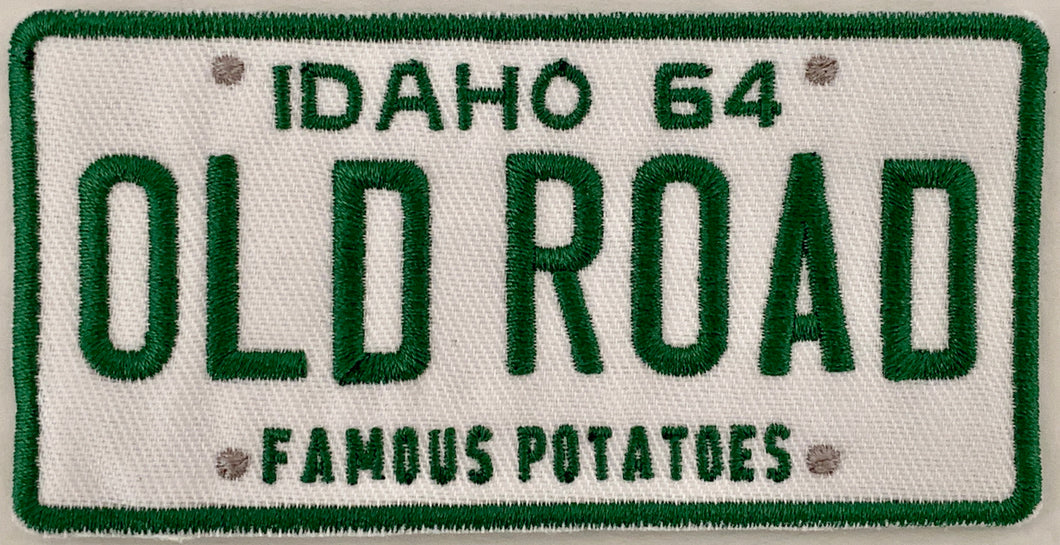 IDAHO 64
OLD ROAD
FAMOUS POTATOES